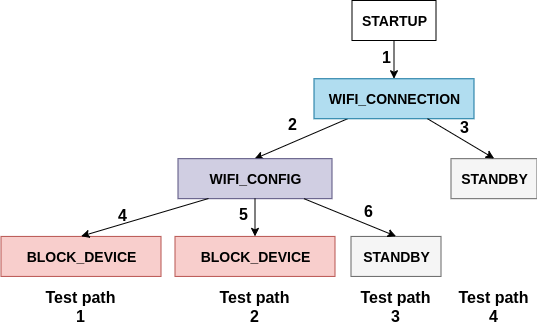 STARTUP
1
WIFI_CONNECTION
2
3
WIFI_CONFIG
STANDBY
4
5
6
BLOCK_DEVICE
BLOCK_DEVICE
STANDBY
Test path
1
Test path
2
Test path
3
Test path
4